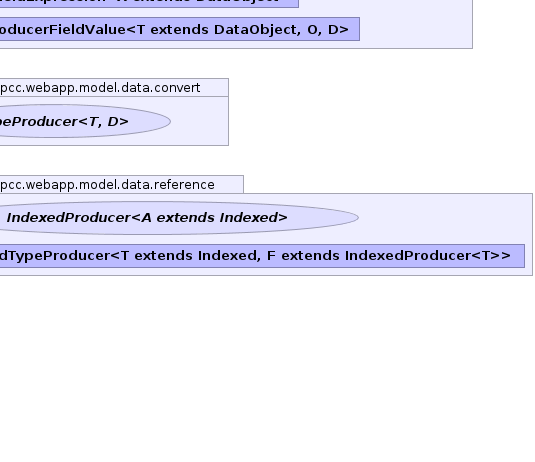 oducerFieldValue<T extends DataObject, O, D>
pcc.webapp.model.data.convert
peProducer<T, D>
pcc.webapp.model.data.reference
IndexedProducer<A extends Indexed>
dTypeProducer<T extends Indexed, F extends IndexedProducer<T>>